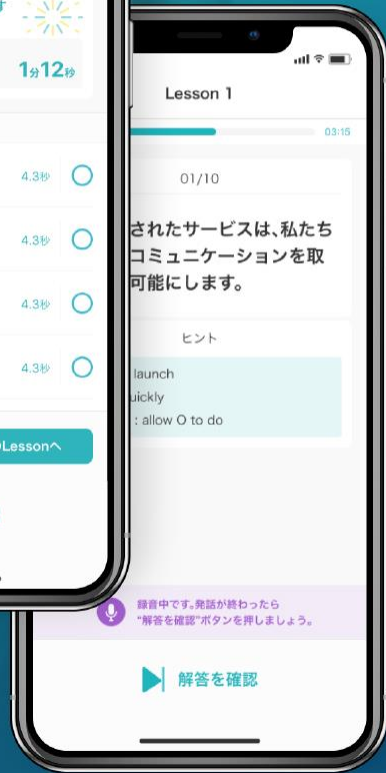 1分12秒
4.3秒
4.3秒
4.3秒
4.3秒
Lessonへ
Lesson 1
03:15
01/10
されたサービスは、私たち
コミュニケーションを取
可能にします。
ヒント
launch
uickly
: allow O to do
録音中です。発話が終わったら
"解答を確認"ボタンを押しましょう。
解答を確認